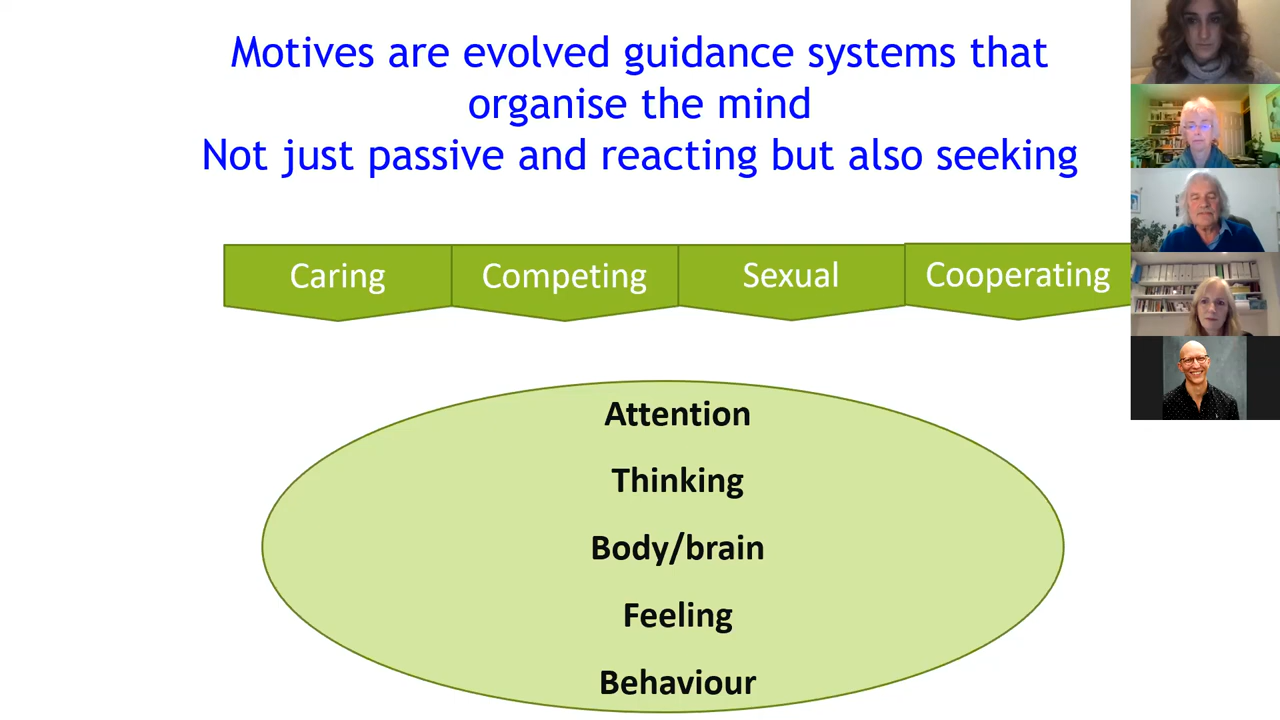 Motives are evolved guidance systems that
organise the mind
Not just passive and reacting but also seeking
Caring
Competing
Sexual
Cooperating
Attention
Thinking
Body/brain
Feeling
Behaviour